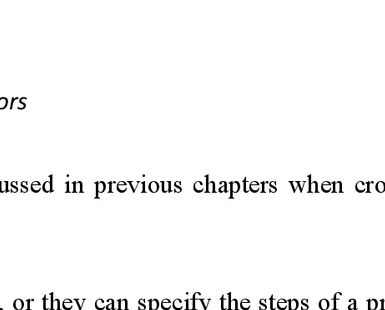 ors
ussed in previous chapters when cro
, or they can specify the steps of a pr